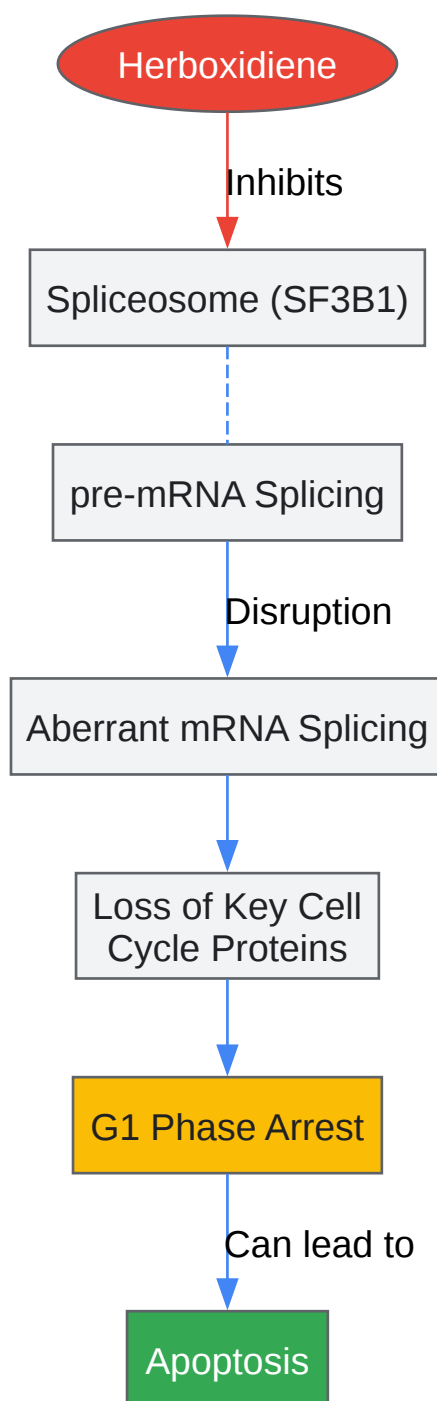 Herboxidiene
Inhibits
Spliceosome (SF3B1)
pre-mRNA Splicing
Disruption
Aberrant mRNA Splicing
Loss of Key Cell
Cycle Proteins
G1 Phase Arrest
Can lead to
Apoptosis